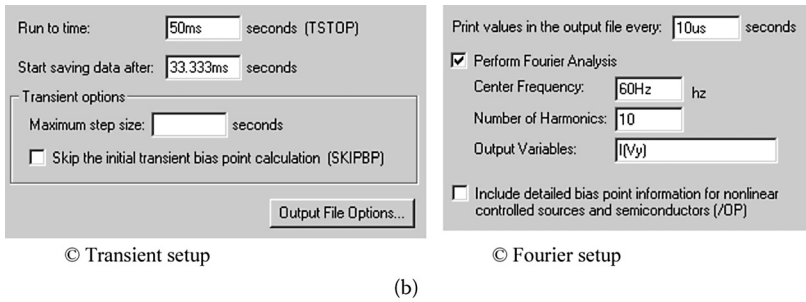 Run to time: 50ms seconds (TSTOP)
Start saving data after: 33.333ms seconds
Transient options
Maximum step size: seconds
Skip the initial transient bias point calculation (SKIPBP)
Output File Options...
© Transient setup
Print values in the output file every: 10us seconds
Perform Fourier Analysis
Center Frequency: 60Hz hz
Number of Harmonics: 10
Output Variables: I(Vy)
Include detailed bias point information for nonlinear
controlled sources and semiconductors (/OP)
© Fourier setup
(b)